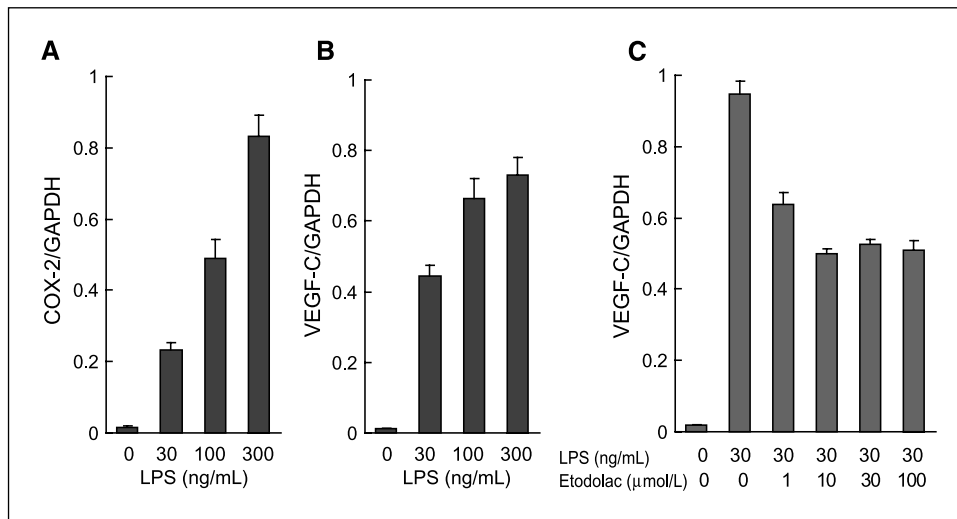 A
B
C
COX-2/GAPDH
1
0.8
0.6
0.4
0.2
0
0 30 100 300
LPS (ng/mL)
VEGF-C/GAPDH
1
0.8
0.6
0.4
0.2
0
0 30 100 300
LPS (ng/mL)
VEGF-C/GAPDH
1
0.8
0.6
0.4
0.2
0
LPS (ng/mL) 0 30 30 30 30 30
Etodolac (μmol/L) 0 0 1 10 30 100